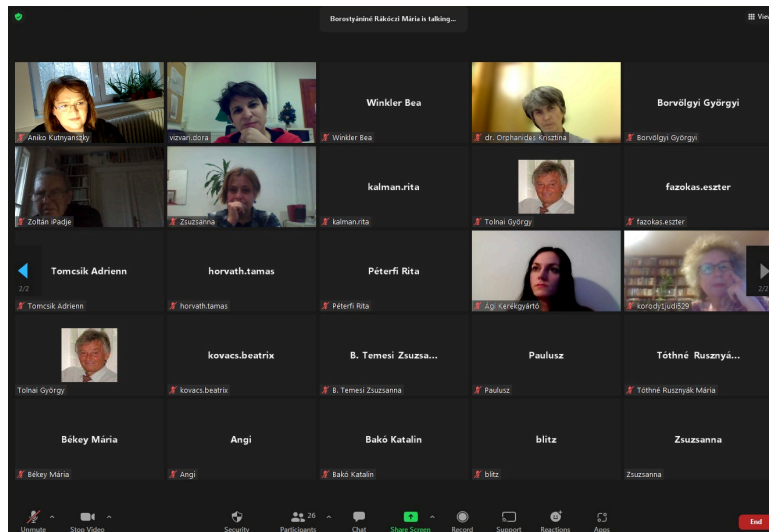 Borostyániné Rákóczi Mária is talking...
View
Aniko Kutnyanszky
vizvari.dora
Winkler Bea
Winkler Bea
dr. Orphanides Krisztina
Borvölgyi Györgyi
Borvölgyi Györgyi
Zoltán iPadje
Zsuzsanna
kalman.rita
kalman.rita
Tolnai György
fazokas.eszter
fazokas.eszter
2/2
Tomcsik Adrienn
Tomcsik Adrienn
horvath.tamas
horvath.tamas
Péterfi Rita
Péterfi Rita
Ági Kerékgyártó
korody1judi529
2/2
Tolnai György
kovacs.beatrix
kovacs.beatrix
B. Temesi Zsuzsa...
B. Temesi Zsuzsanna
Paulusz
Paulusz
Tóthné Rusznyá...
Tóthné Rusznyák Mária
Békey Mária
Békey Mária
Angi
Angi
Bakó Katalin
Bakó Katalin
blitz
blitz
Zsuzsanna
Zsuzsanna
Unmute
Stop Video
Security
26
Participants
Chat
Share Screen
Record
Support
Reactions
Apps
End